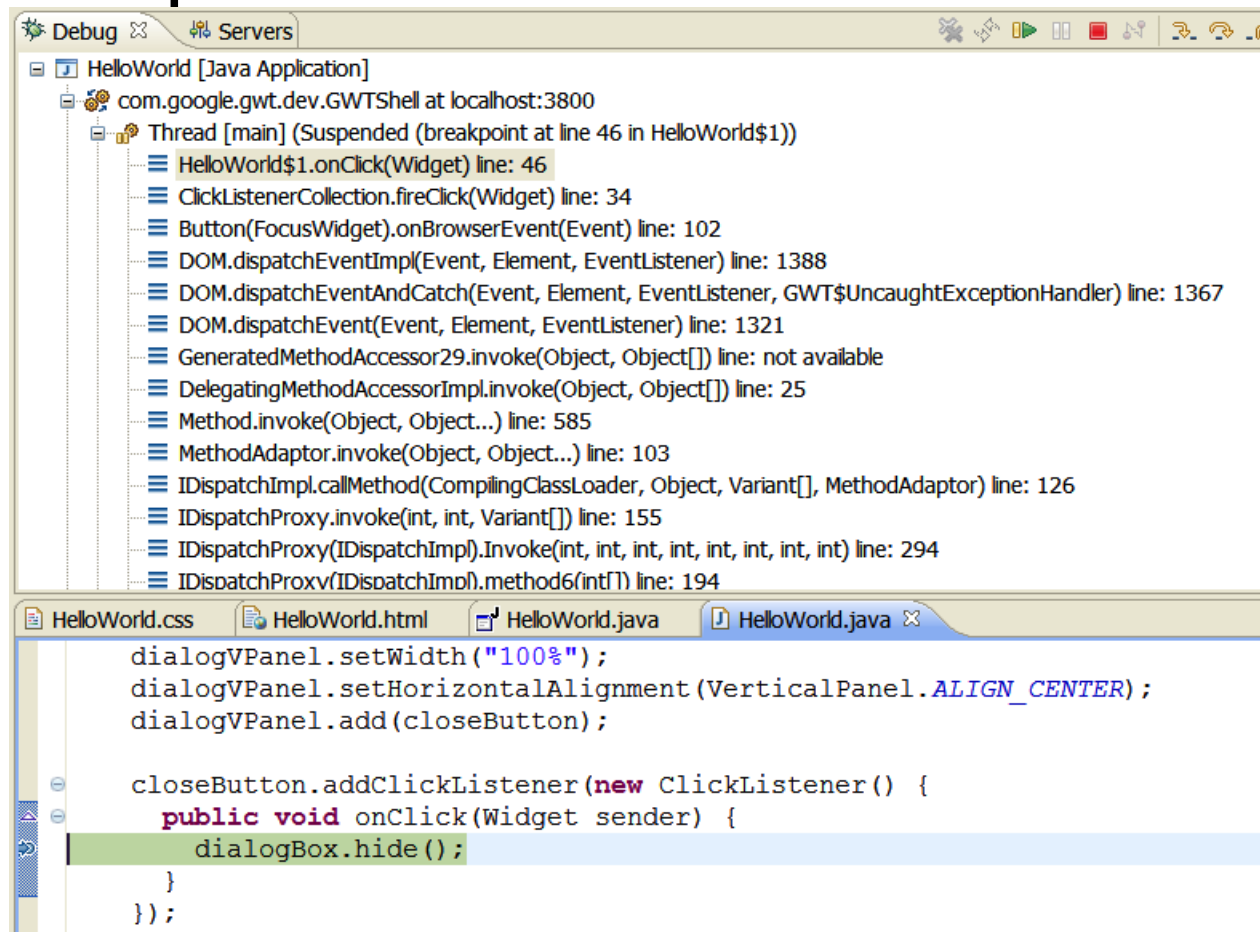 Debug Servers
HelloWorld [Java Application]
com.google.gwt.dev.GWTShell at localhost:3800
Thread [main] (Suspended (breakpoint at line 46 in HelloWorld$1))
HelloWorld$1.onClick(Widget) line: 46
ClickListenerCollection.fireClick(Widget) line: 34
Button(FocusWidget).onBrowserEvent(Event) line: 102
DOM.dispatchEventImpl(Event, Element, EventListener) line: 1388
DOM.dispatchEventAndCatch(Event, Element, EventListener, GWT$UncaughtExceptionHandler) line: 1367
DOM.dispatchEvent(Event, Element, EventListener) line: 1321
GeneratedMethodAccessor29.invoke(Object, Object[]) line: not available
DelegatingMethodAccessorImpl.invoke(Object, Object[]) line: 25
Method.invoke(Object, Object...) line: 585
MethodAdaptor.invoke(Object, Object...) line: 103
IDispatchImpl.callMethod(CompilingClassLoader, Object, Variant[], MethodAdaptor) line: 126
IDispatchProxy.invoke(int, int, Variant[]) line: 155
IDispatchProxy(IDispatchImpl).Invoke(int, int, int, int, int, int, int, int) line: 294
IDispatchProxy(IDispatchImpl).method6(int[]) line: 194
HelloWorld.css HelloWorld.html HelloWorld.java HelloWorld.java
dialogVPanel.setWidth("100%");
dialogVPanel.setHorizontalAlignment(VerticalPanel.ALIGN_CENTER);
dialogVPanel.add(closeButton);
closeButton.addClickListener(new ClickListener() {
public void onClick(Widget sender) {
dialogBox.hide();
}
});